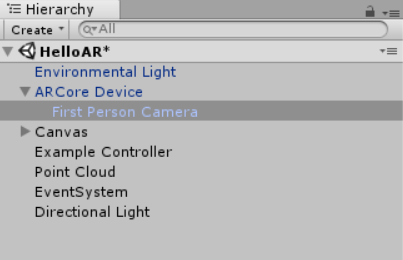 Hierarchy
Create All
HelloAR*
Environmental Light
ARCore Device
First Person Camera
Canvas
Example Controller
Point Cloud
EventSystem
Directional Light